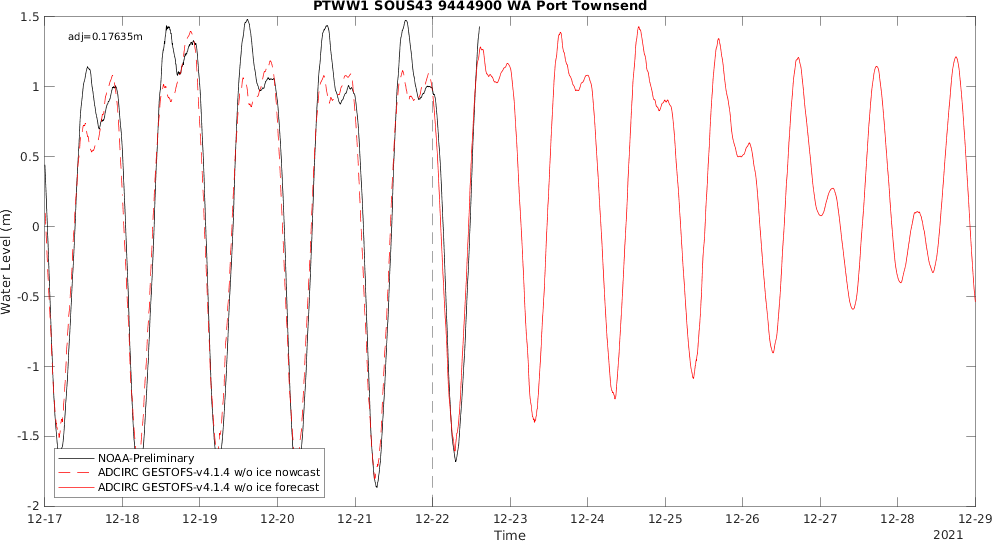 PTWW1 SOUS43 9444900 WA Port Townsend
adj=0.17635m
1.5
1
0.5
0
-0.5
-1
-1.5
-2
Water Level (m)
NOAA-Preliminary
ADCIRC GESTOFS-v4.1.4 w/o ice nowcast
ADCIRC GESTOFS-v4.1.4 w/o ice forecast
12-17 12-18 12-19 12-20 12-21 12-22 12-23 12-24 12-25 12-26 12-27 12-28 12-29
Time
2021